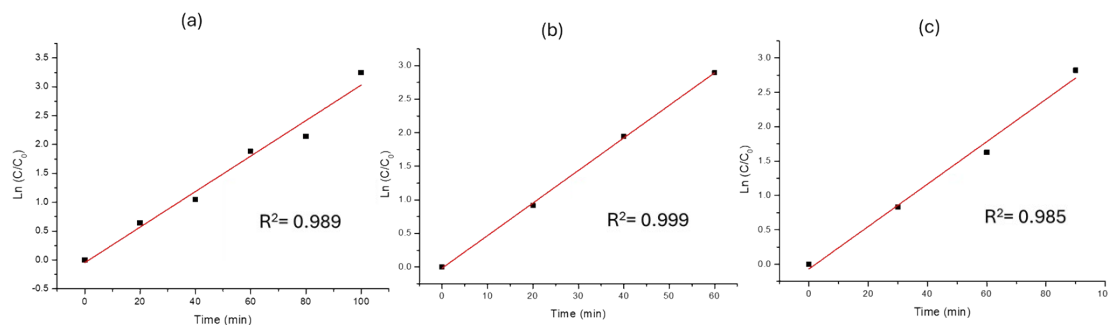 (a)
3.5
3.0
2.5
2.0
1.5
1.0
0.5
0.0
-0.5
Ln (C/C₀)
R²= 0.989
0 20 40 60 80 100
Time (min)
(b)
3.0
2.5
2.0
1.5
1.0
0.5
0.0
Ln (C/C₀)
R²= 0.999
0 10 20 30 40 50 60
Time (min)
(c)
3.0
2.5
2.0
1.5
1.0
0.5
0.0
Ln (C/C₀)
R²= 0.985
0 20 40 60 80 10
Time (min)